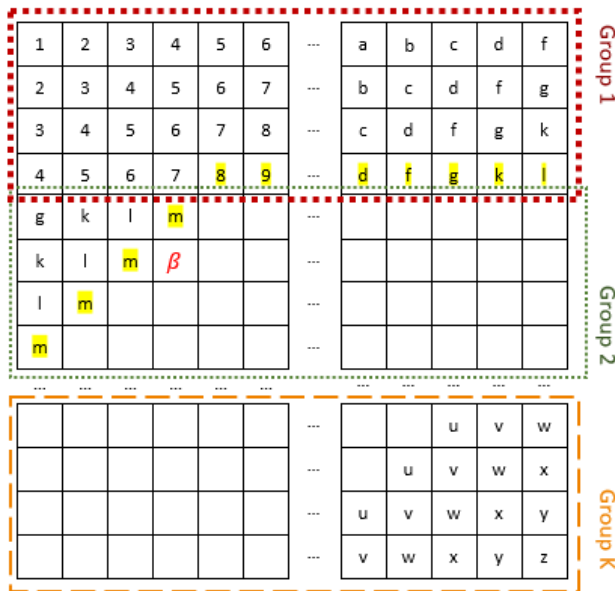 1 2 3 4 5 6 ... a b c d f
2 3 4 5 6 7 ... b c d f g
3 4 5 6 7 8 ... c d f g k
4 5 6 7 8 9 ... d f g k l
Group 1
g k l m ...
k l m β ...
l m ...
m ...
Group 2
... ... ... ... ... ... ... ... ... ... ...
... u v w
... u v w x
... u v w x y
... v w x y z
Group K